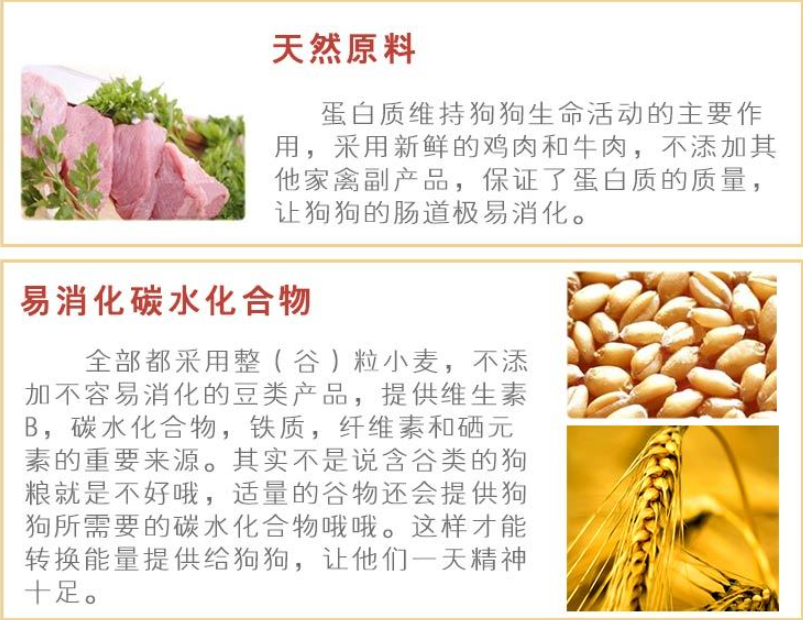 天然原料
蛋白质维持狗狗生命活动的主要作
用，采用新鲜的鸡肉和牛肉，不添加其
他家禽副产品，保证了蛋白质的质量，
让狗狗的肠道极易消化。
易消化碳水化合物
全部都采用整（谷）粒小麦，不添
加不容易消化的豆类产品，提供维生素
B，碳水化合物，铁质，纤维素和硒元
素的重要来源。其实不是说含谷类的狗
粮就是不好哦，适量的谷物还会提供狗
狗所需要的碳水化合物哦哦。这样才能
转换能量提供给狗狗，让他们一天精神
十足。